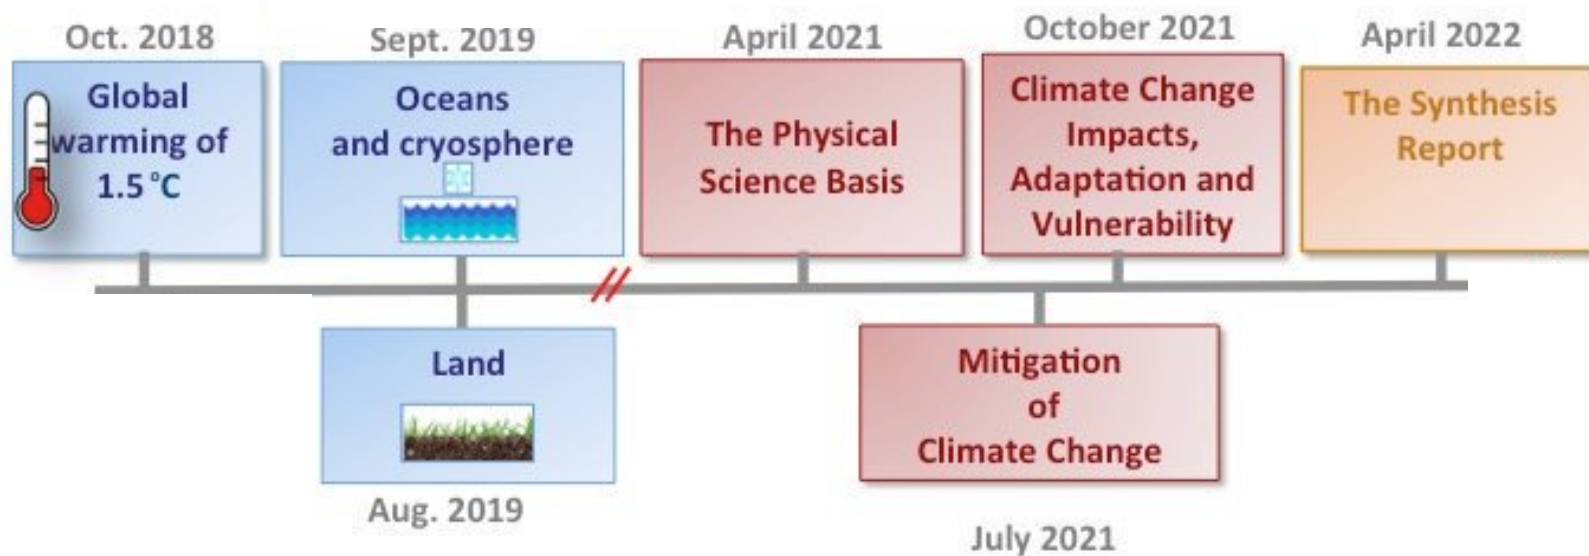 Oct. 2018
Global
warming of
1.5 °C
Sept. 2019
Oceans
and cryosphere
Land
Aug. 2019
April 2021
The Physical
Science Basis
October 2021
Climate Change
Impacts,
Adaptation and
Vulnerability
Mitigation
of
Climate Change
July 2021
April 2022
The Synthesis
Report